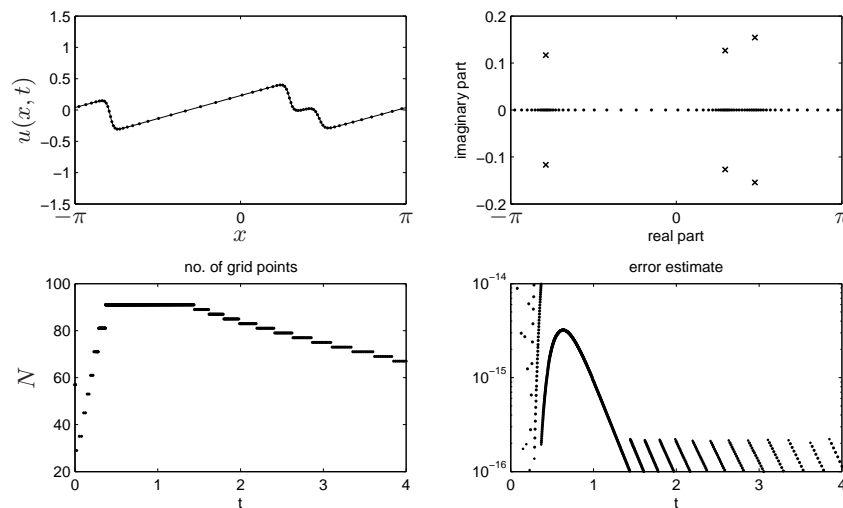 1.5
1
0.5
0
-0.5
-1
-1.5
u(x, t)
−π
0
π
x
0.2
0.1
0
-0.1
-0.2
imaginary part
−π
0
π
real part
no. of grid points
100
80
60
40
20
N
0
1
2
3
4
t
error estimate
10^-14
10^-15
10^-16
0
1
2
3
4
t